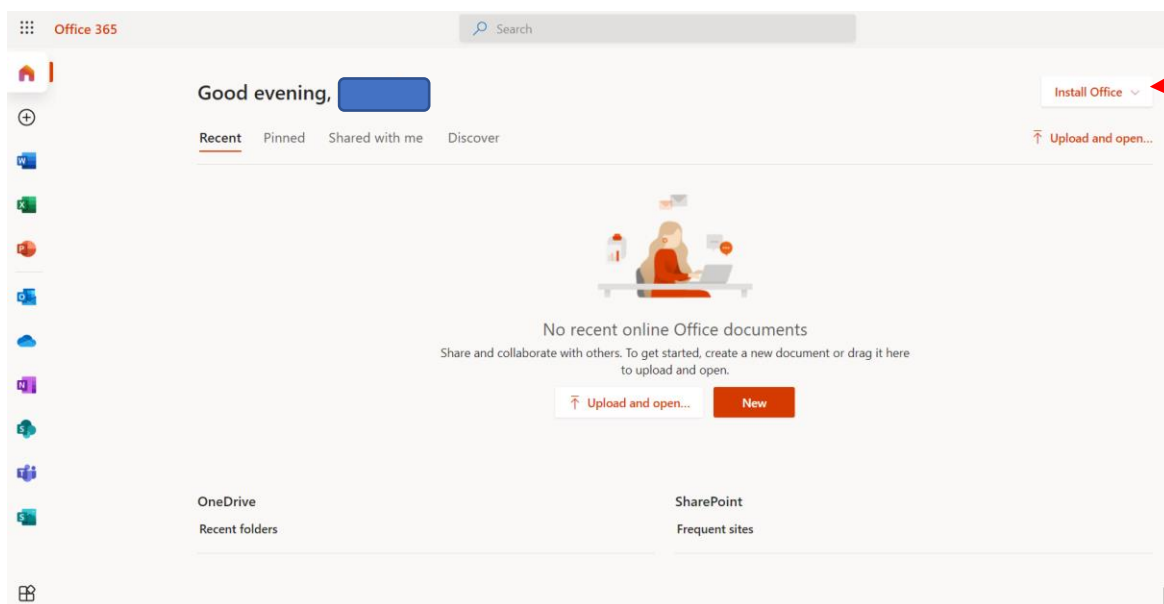 Office 365
Search
Good evening,
Install Office
Recent Pinned Shared with me Discover
Upload and open...
No recent online Office documents
Share and collaborate with others. To get started, create a new document or drag it here
to upload and open.
Upload and open... New
OneDrive SharePoint
Recent folders Frequent sites